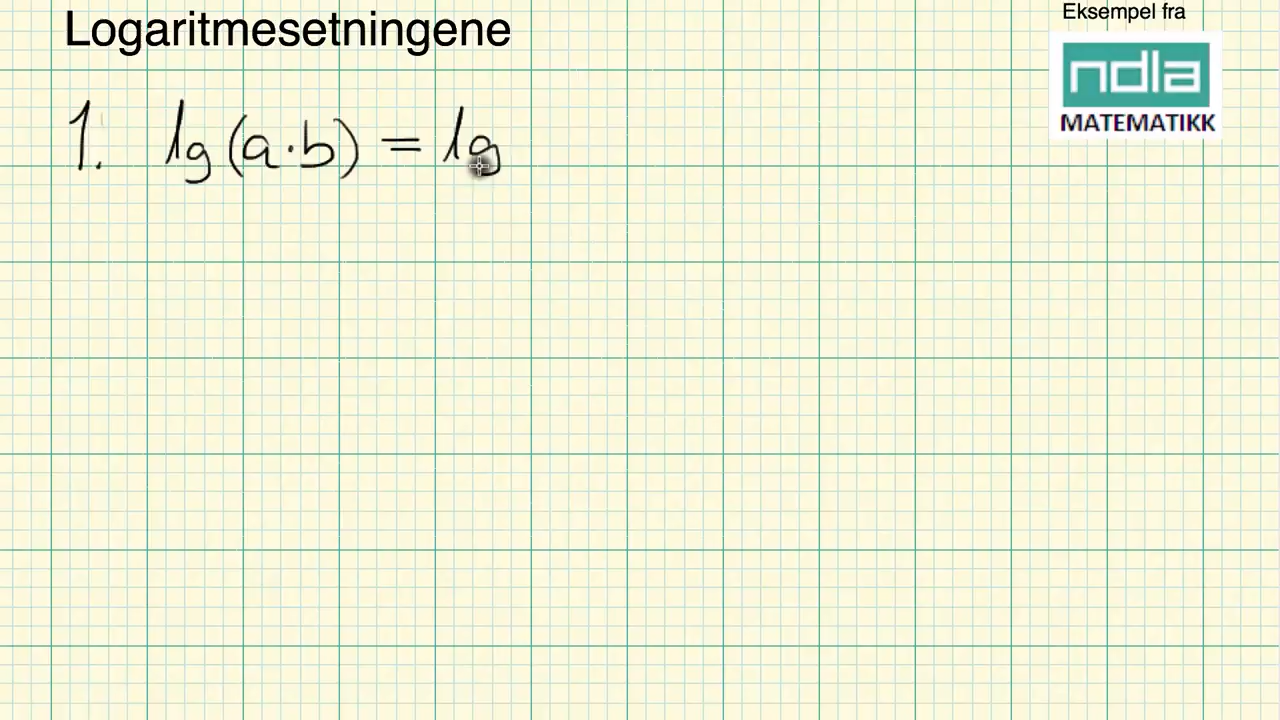 Logaritmesetningene
Eksempel fra
ndla
MATEMATIKK
1. lg(a·b) = lg